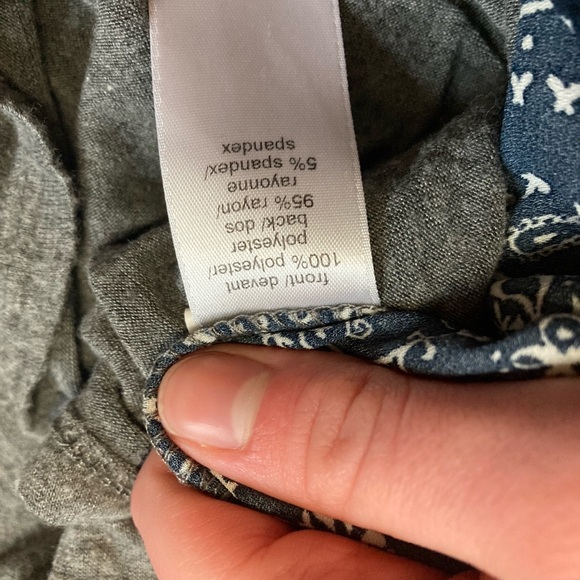 front/ devant
100% polyester/
polyester
back/ dos
95% rayon/
rayonne
5% spandex/
spandex